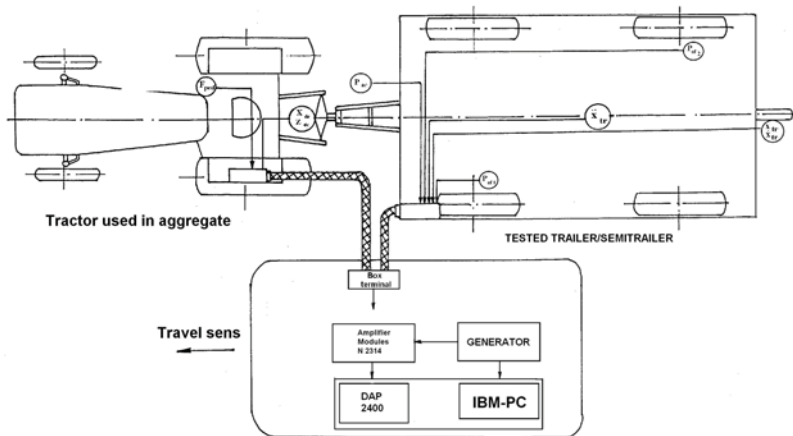 Tractor used in aggregate
TESTED TRAILER/SEMITRAILER
Box
terminal
Travel sens
Amplifier
Modules
N 2314
GENERATOR
DAP
2400
IBM-PC